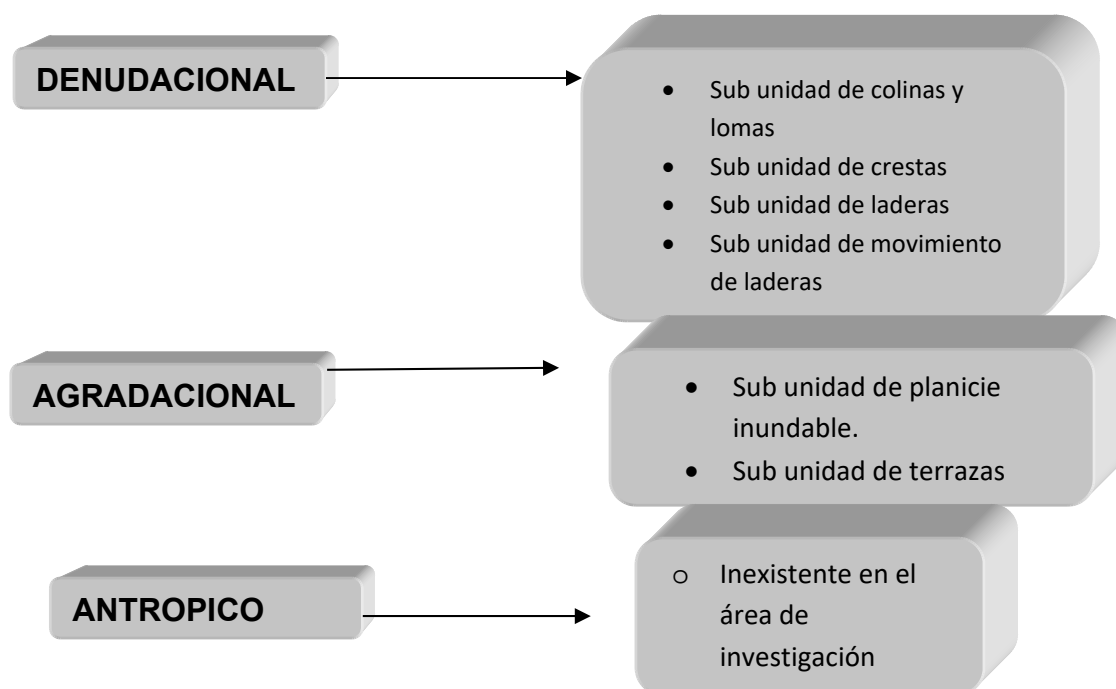 DENUDACIONAL
• Sub unidad de colinas y
lomas
• Sub unidad de crestas
• Sub unidad de laderas
• Sub unidad de movimiento
de laderas
AGRADACIONAL
• Sub unidad de planicie
inundable.
• Sub unidad de terrazas
ANTROPICO
o Inexistente en el
área de
investigación